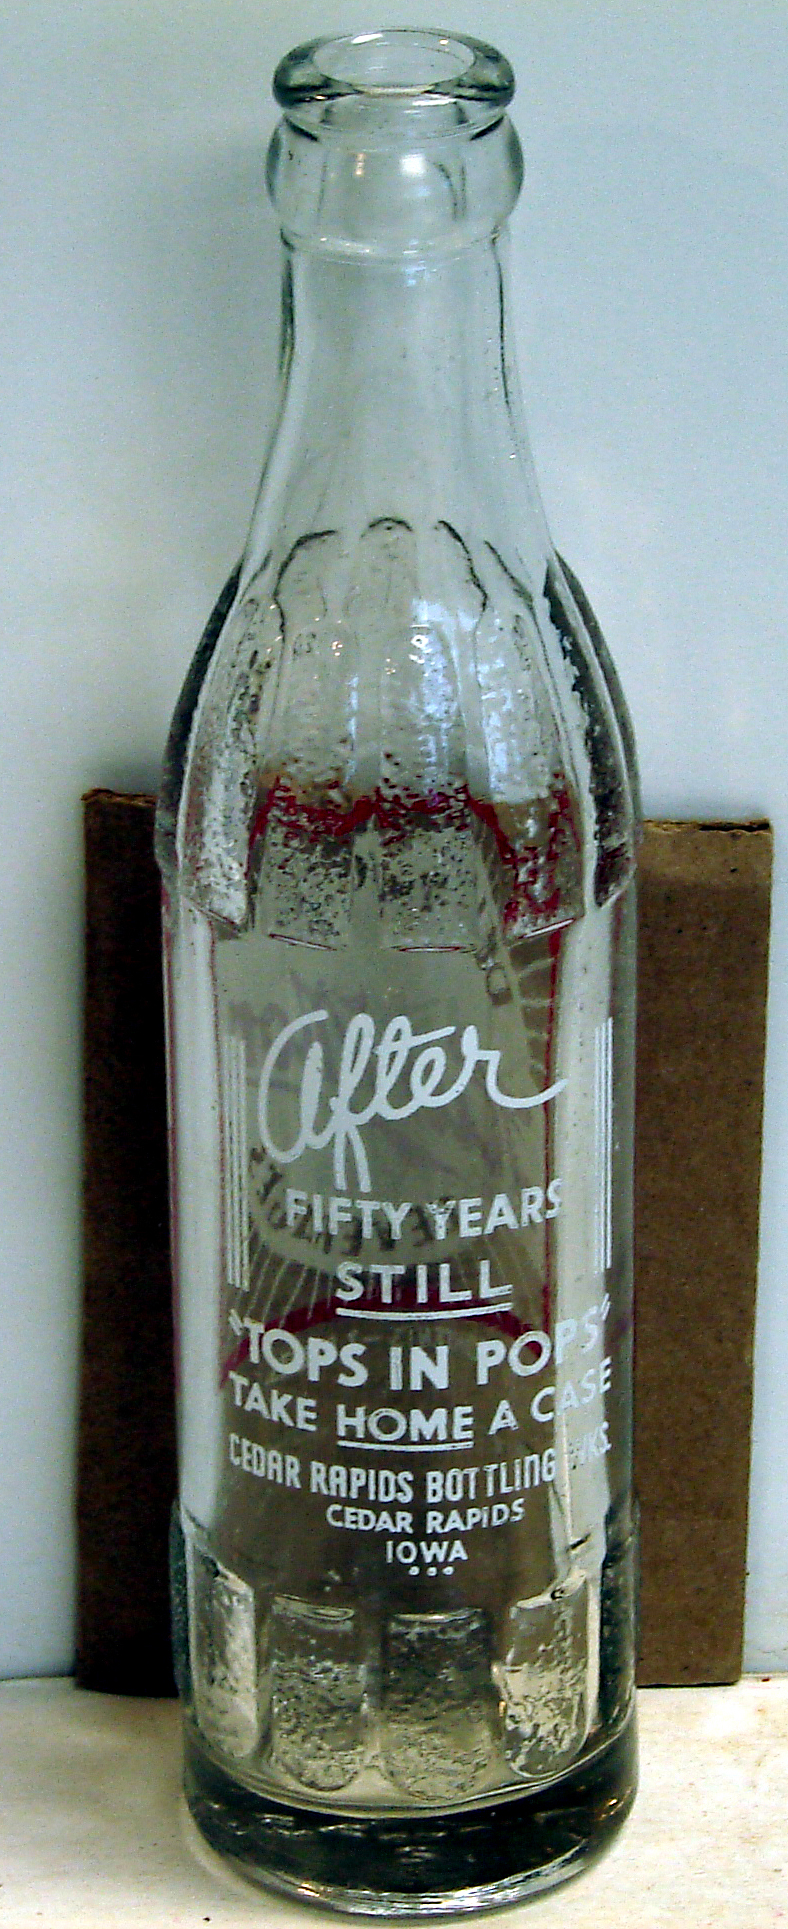 After
FIFTY YEARS
STILL
"TOPS IN POPS"
TAKE HOME A CASE
CEDAR RAPIDS BOTTLING WKS.
CEDAR RAPIDS
IOWA